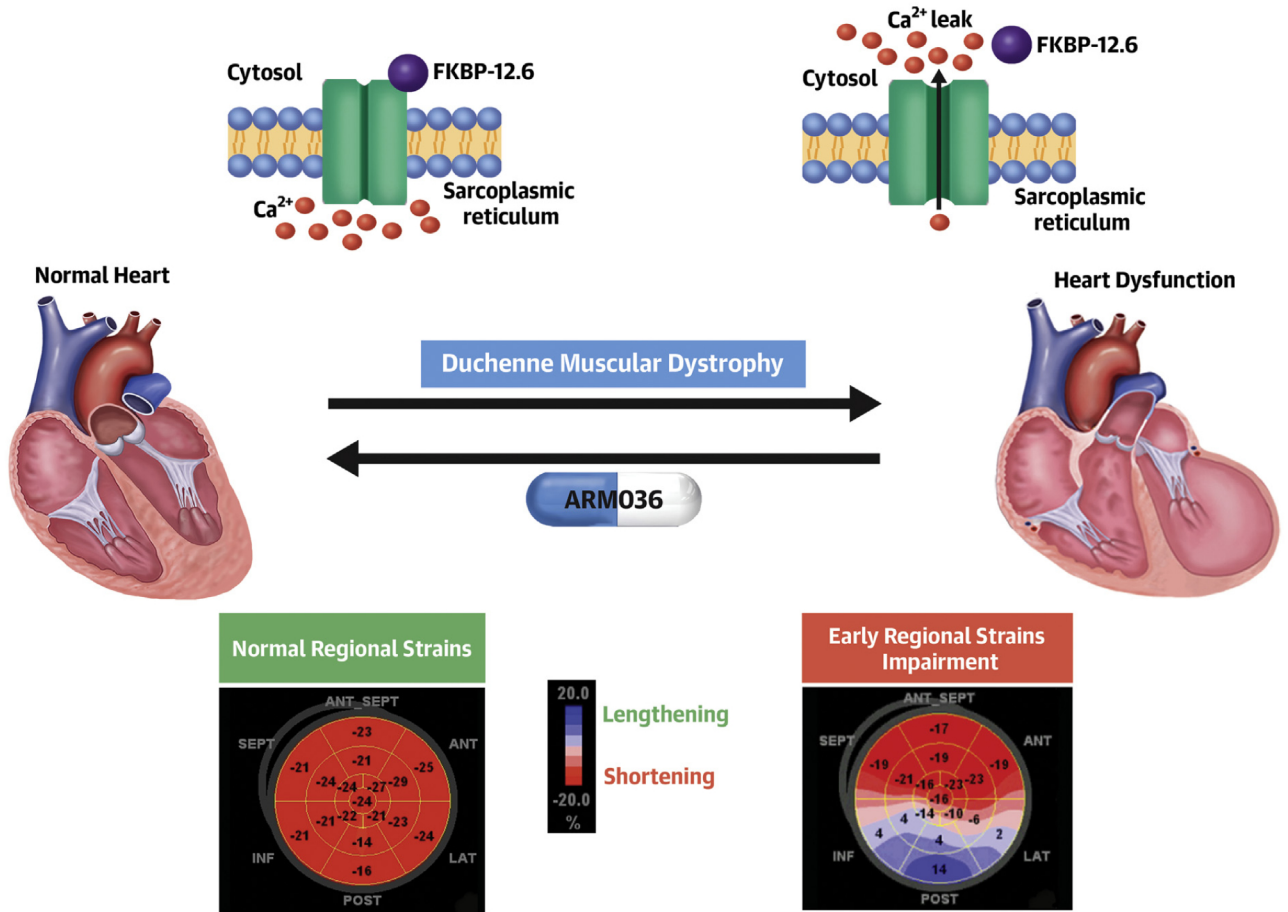 Cytosol
FKBP-12.6
Ca²⁺
Sarcoplasmic
reticulum
Ca²⁺ leak
FKBP-12.6
Cytosol
Sarcoplasmic
reticulum
Normal Heart
Heart Dysfunction
Duchenne Muscular Dystrophy
ARM036
Normal Regional Strains
ANT_SEPT
SEPT
ANT
-23
-21
-21
-25
-24
-24
-27
-29
-24
-21
-22
-21
-23
-21
-24
-14
-16
INF
LAT
POST
20.0
Lengthening
Shortening
-20.0
%
Early Regional Strains
Impairment
ANT_SEPT
SEPT
ANT
-17
-19
-19
-19
-21
-16
-23
-23
-16
-14
-10
-6
4
4
4
2
14
INF
LAT
POST